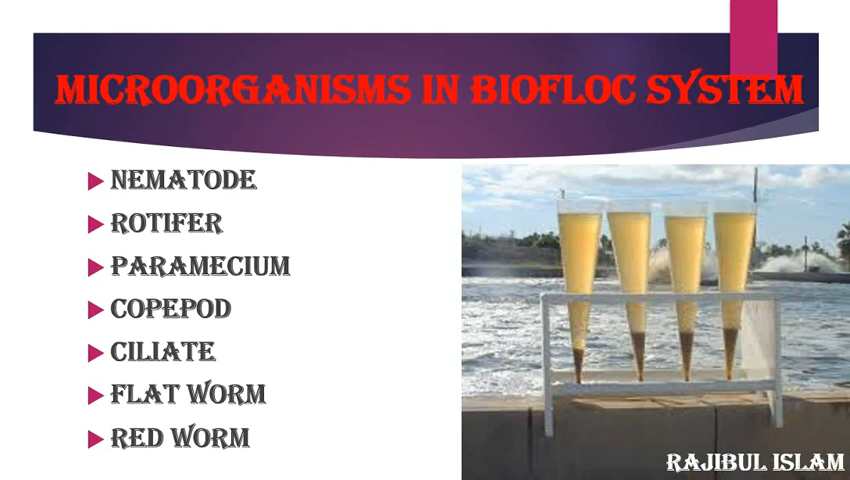 MICROORGANISMS IN BIOFLOC SYSTEM
NEMATODE
ROTIFER
PARAMECIUM
COPEPOD
CILIATE
FLAT WORM
RED WORM
RAJIBUL ISLAM